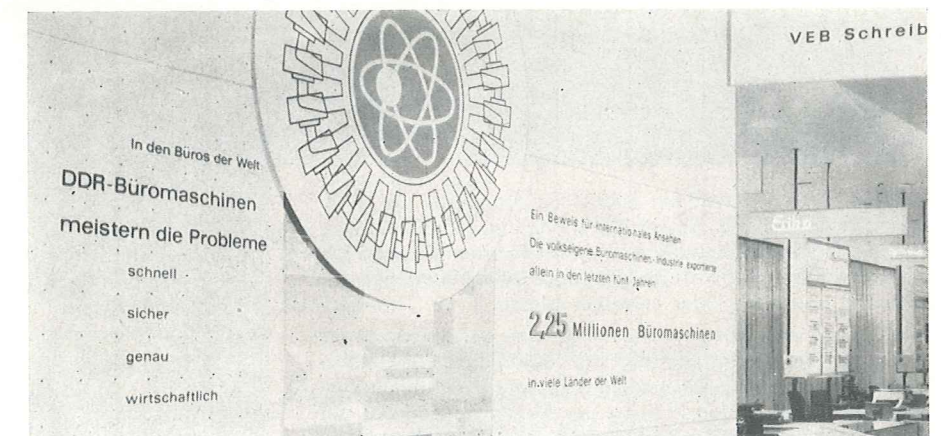 In den Büros der Welt
DDR-Büromaschinen
meistern die Probleme
schnell
sicher
genau
wirtschaftlich
Ein Beweis für internationales Ansehen
Die volkseigene Büromaschinen-Industrie exportierte
allein in den letzten fünf Jahren
2,25 Millionen Büromaschinen
in viele Länder der Welt
VEB Schreib